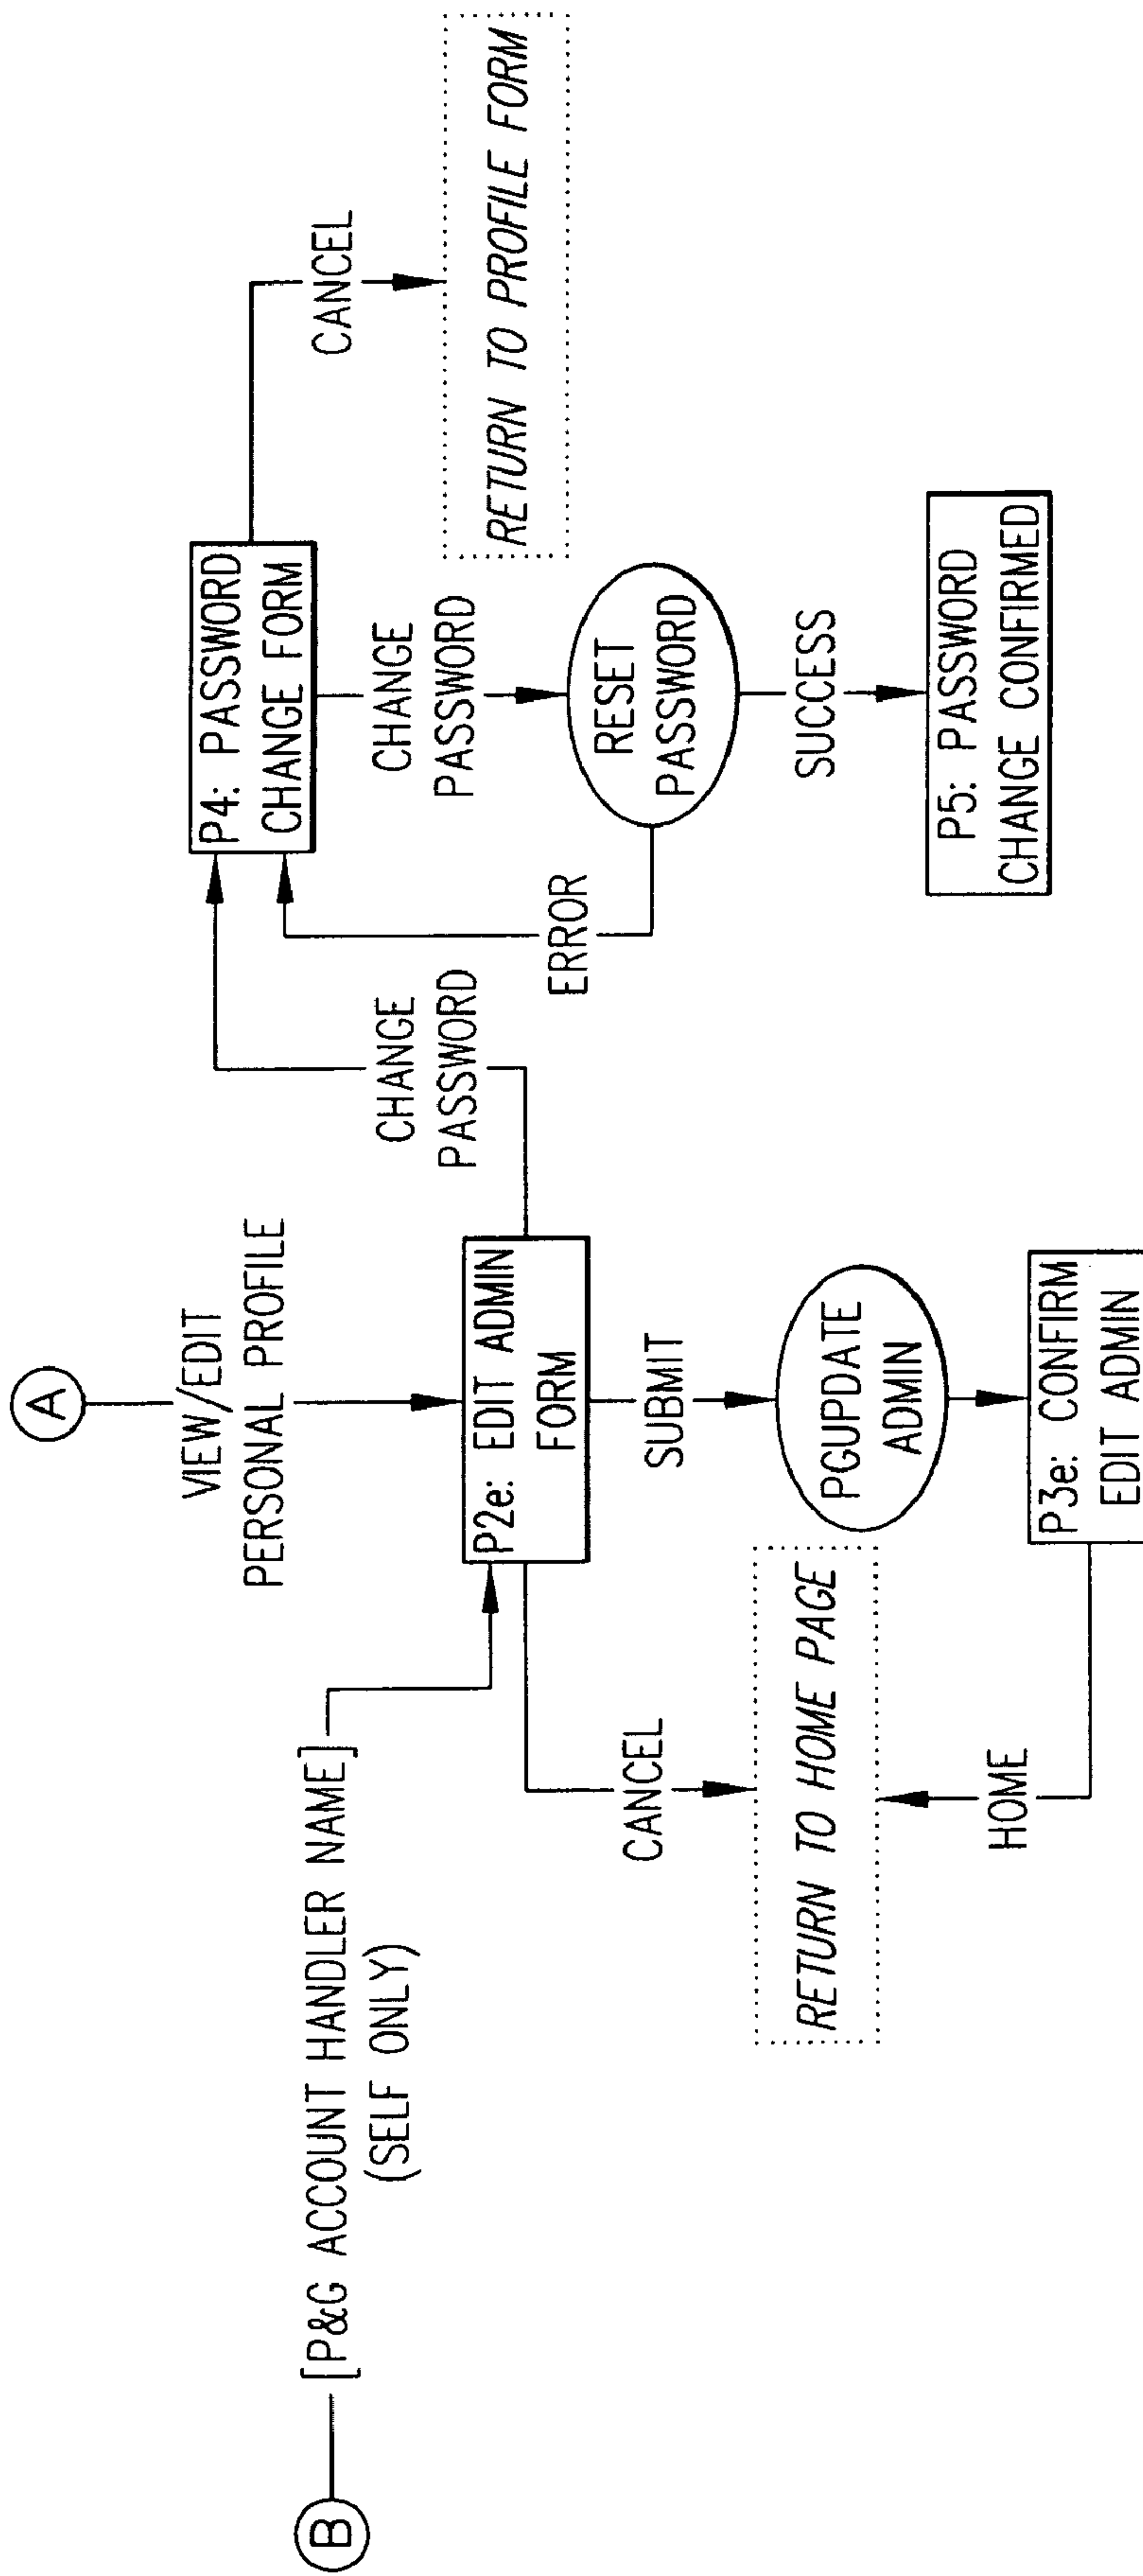 A
VIEW/EDIT
PERSONAL PROFILE
B
[P&G ACCOUNT HANDLER NAME]
(SELF ONLY)
P2e: EDIT ADMIN
FORM
CHANGE
PASSWORD
P4: PASSWORD
CHANGE FORM
CANCEL
RETURN TO PROFILE FORM
CHANGE
PASSWORD
ERROR
RESET
PASSWORD
SUCCESS
P5: PASSWORD
CHANGE CONFIRMED
CANCEL
RETURN TO HOME PAGE
SUBMIT
PGUPDATE
ADMIN
HOME
P3e: CONFIRM
EDIT ADMIN